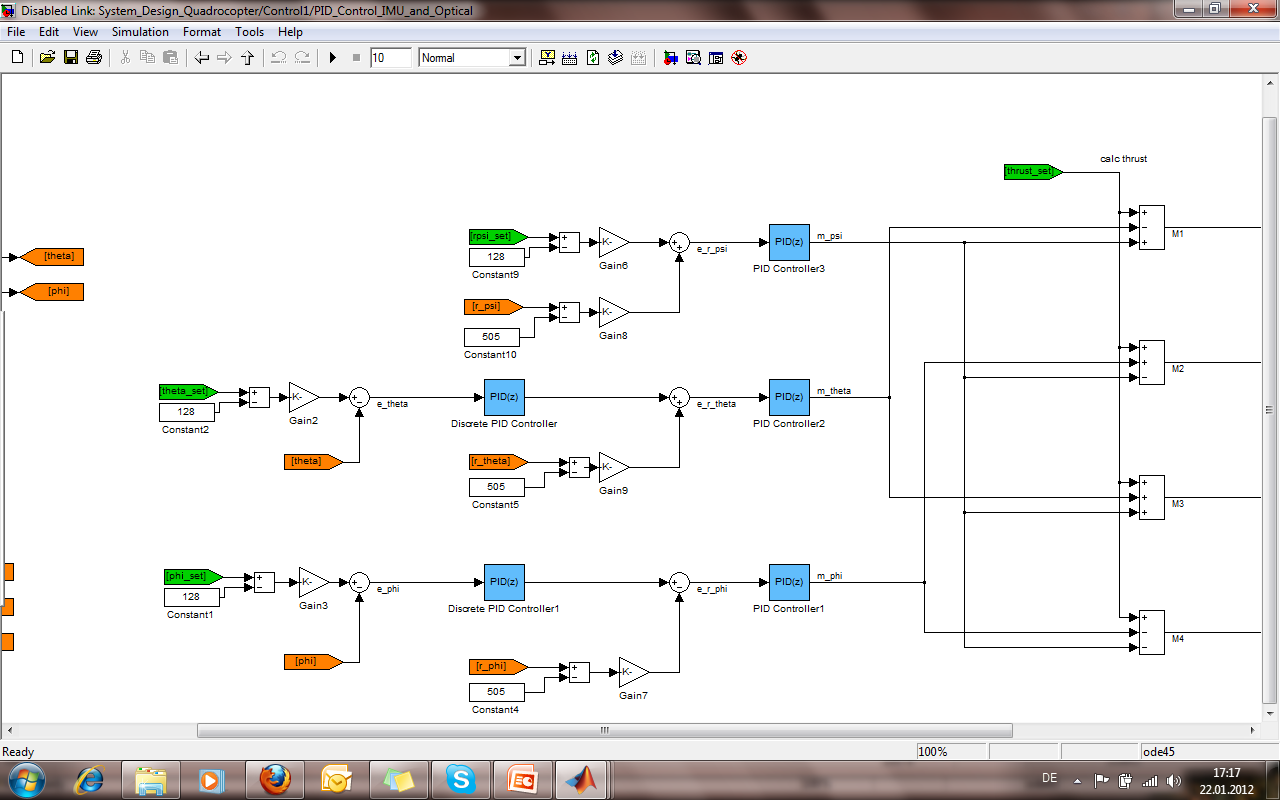 Disabled Link: System_Design_Quadrocopter/Control1/PID_Control_IMU_and_Optical
File Edit View Simulation Format Tools Help
10 Normal
calc thrust
[thrust_set]
+
−
+
M1
[rpsi_set]
+
−
128
Constant9
K-
Gain6
+
+
e_r_psi
PID(z)
PID Controller3
m_psi
[theta]
[phi]
[r_psi]
+
−
505
Constant10
K-
Gain8
+
+
−
M2
[theta_set]
+
−
128
Constant2
K-
Gain2
+
−
e_theta
PID(z)
Discrete PID Controller
+
+
e_r_theta
PID(z)
PID Controller2
m_theta
[theta]
[r_theta]
+
−
505
Constant5
K-
Gain9
+
+
+
M3
[phi_set]
+
−
128
Constant1
K-
Gain3
+
−
e_phi
PID(z)
Discrete PID Controller1
+
−
e_r_phi
PID(z)
PID Controller1
m_phi
[phi]
[r_phi]
+
−
505
Constant4
K-
Gain7
+
−
−
M4
Ready
100%
ode45
DE
17:17
22.01.2012